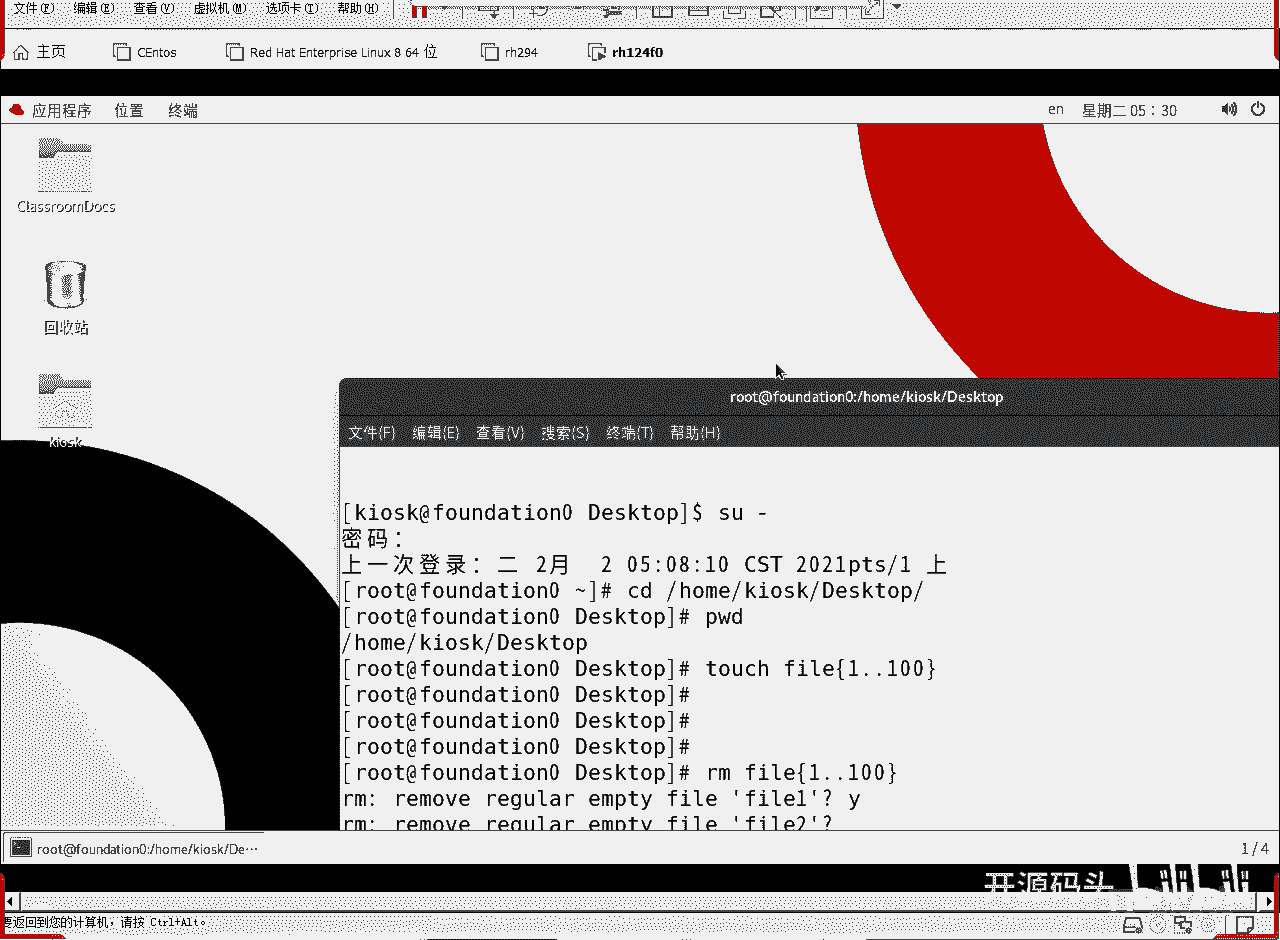 文件(F) 编辑(E) 查看(V) 虚拟机(M) 选项卡(T) 帮助(H)
主页 CEntos Red Hat Enterprise Linux 8 64 位 rh294 rh124f0
应用程序 位置 终端 en 星期二 05：30
ClassroomDocs
回收站
kiosk
root@foundation0:/home/kiosk/Desktop
文件(F) 编辑(E) 查看(V) 搜索(S) 终端(T) 帮助(H)
[kiosk@foundation0 Desktop]$ su -
密码：
上一次登录：二 2月  2 05:08:10 CST 2021pts/1 上
[root@foundation0 ~]# cd /home/kiosk/Desktop/
[root@foundation0 Desktop]# pwd
/home/kiosk/Desktop
[root@foundation0 Desktop]# touch file{1..100}
[root@foundation0 Desktop]#
[root@foundation0 Desktop]#
[root@foundation0 Desktop]#
[root@foundation0 Desktop]# rm file{1..100}
rm: remove regular empty file 'file1'? y
rm: remove regular empty file 'file2'?
root@foundation0:/home/kiosk/De…
1 / 4
开源码头
要返回到您的计算机，请按 Ctrl+Alt。